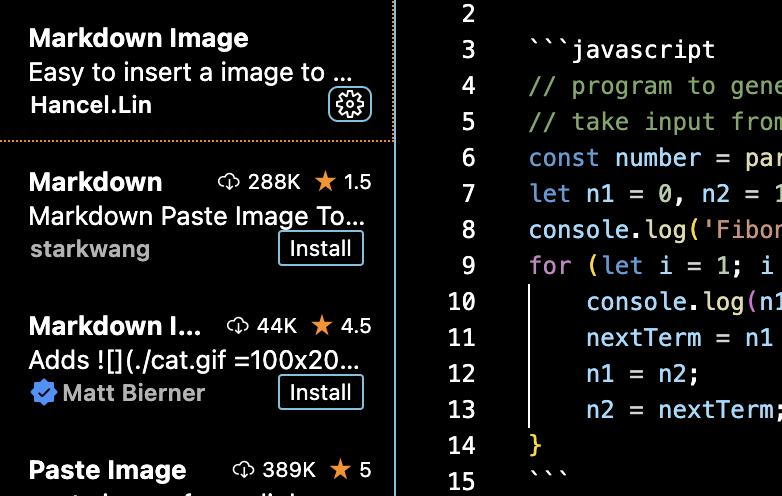 Markdown Image
Easy to insert a image to ...
Hancel.Lin
Markdown 288K ★ 1.5
Markdown Paste Image To...
starkwang Install
Markdown I... 44K ★ 4.5
Adds ![](./cat.gif =100x20...
Matt Bierner Install
Paste Image 389K ★ 5
2
3 ```javascript
4 // program to gene
5 // take input from
6 const number = par
7 let n1 = 0, n2 = 1
8 console.log('Fibon
9 for (let i = 1; i
10 console.log(n1
11 nextTerm = n1
12 n1 = n2;
13 n2 = nextTerm;
14 }
15 ```